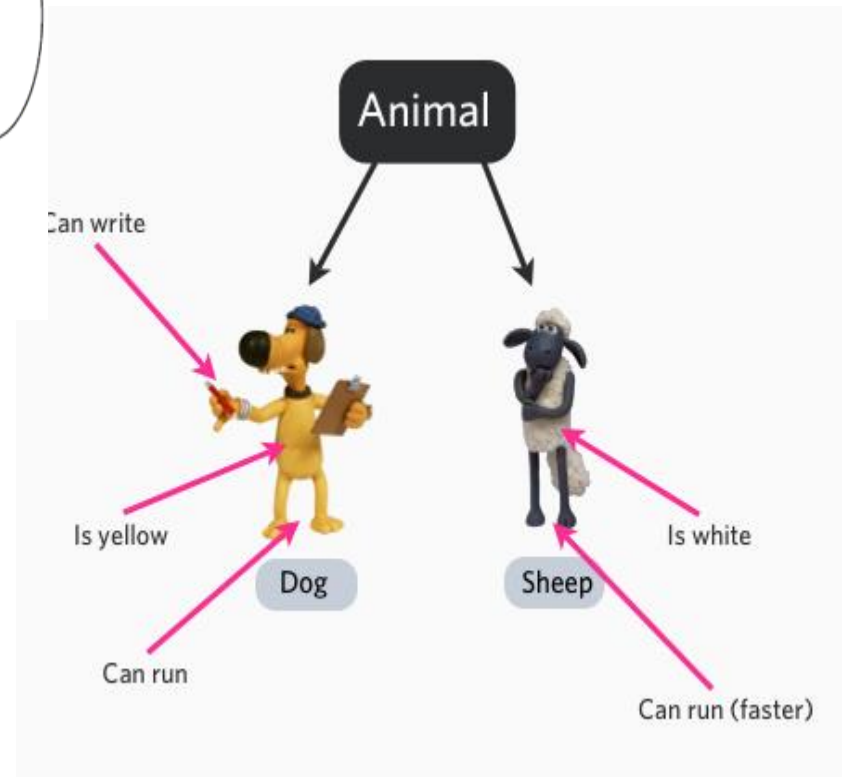 Animal
Can write
Is yellow
Is white
Dog
Sheep
Can run
Can run (faster)